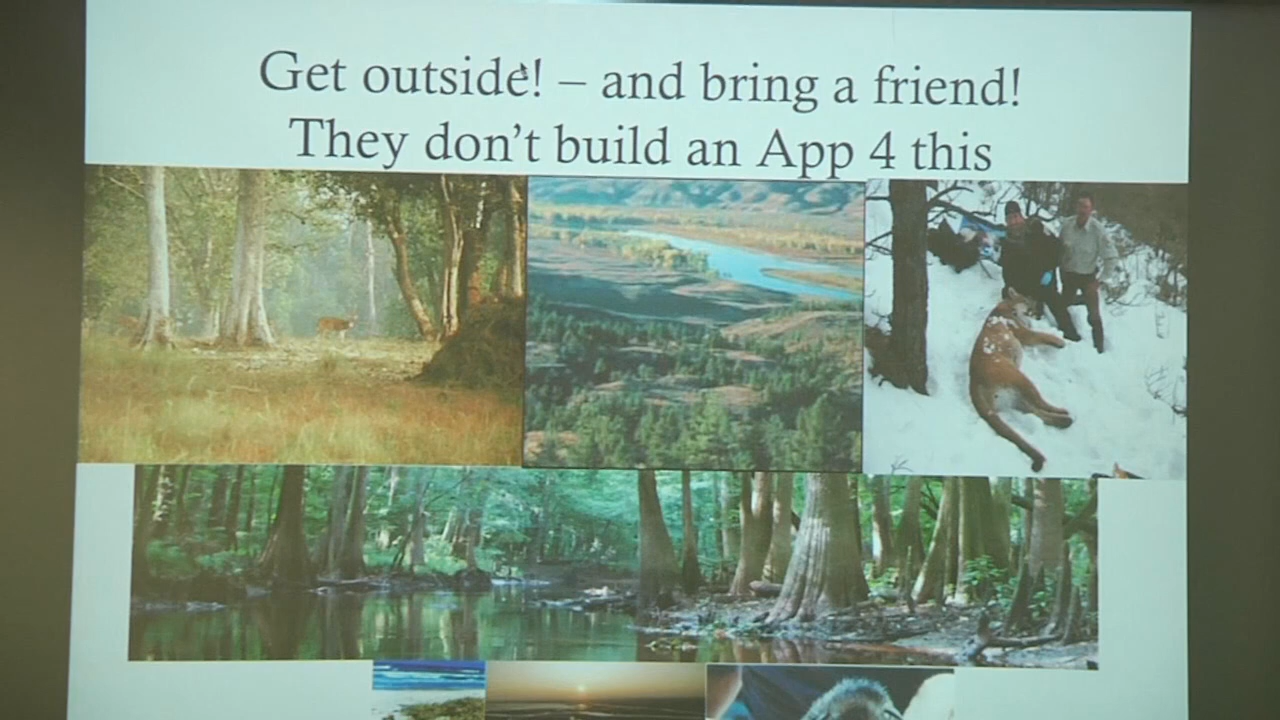 Get outside! – and bring a friend!
They don't build an App 4 this